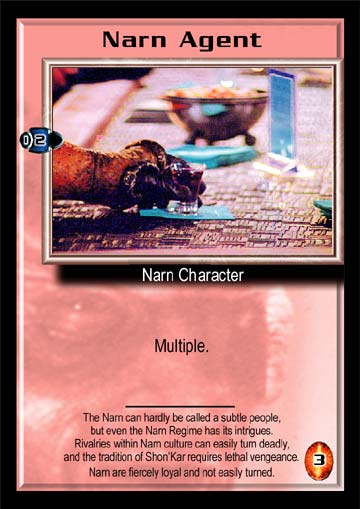 Narn Agent
2
Narn Character
Multiple.
The Narn can hardly be called a subtle people,
but even the Narn Regime has its intrigues.
Rivalries within Narn culture can easily turn deadly,
and the tradition of Shon'Kar requires lethal vengeance.
Narn are fiercely loyal and not easily turned.
3